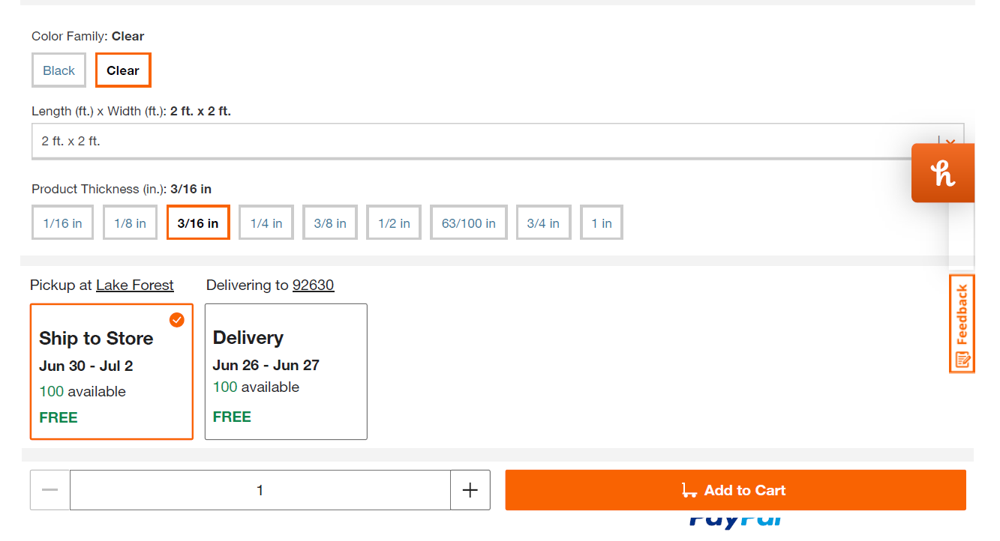 Color Family: Clear
Black Clear
Length (ft.) x Width (ft.): 2 ft. x 2 ft.
2 ft. x 2 ft.
Product Thickness (in.): 3/16 in
1/16 in 1/8 in 3/16 in 1/4 in 3/8 in 1/2 in 63/100 in 3/4 in 1 in
Feedback
Pickup at Lake Forest Delivering to 92630
Ship to Store
Jun 30 - Jul 2
100 available
FREE
Delivery
Jun 26 - Jun 27
100 available
FREE
1
Add to Cart
PayPal